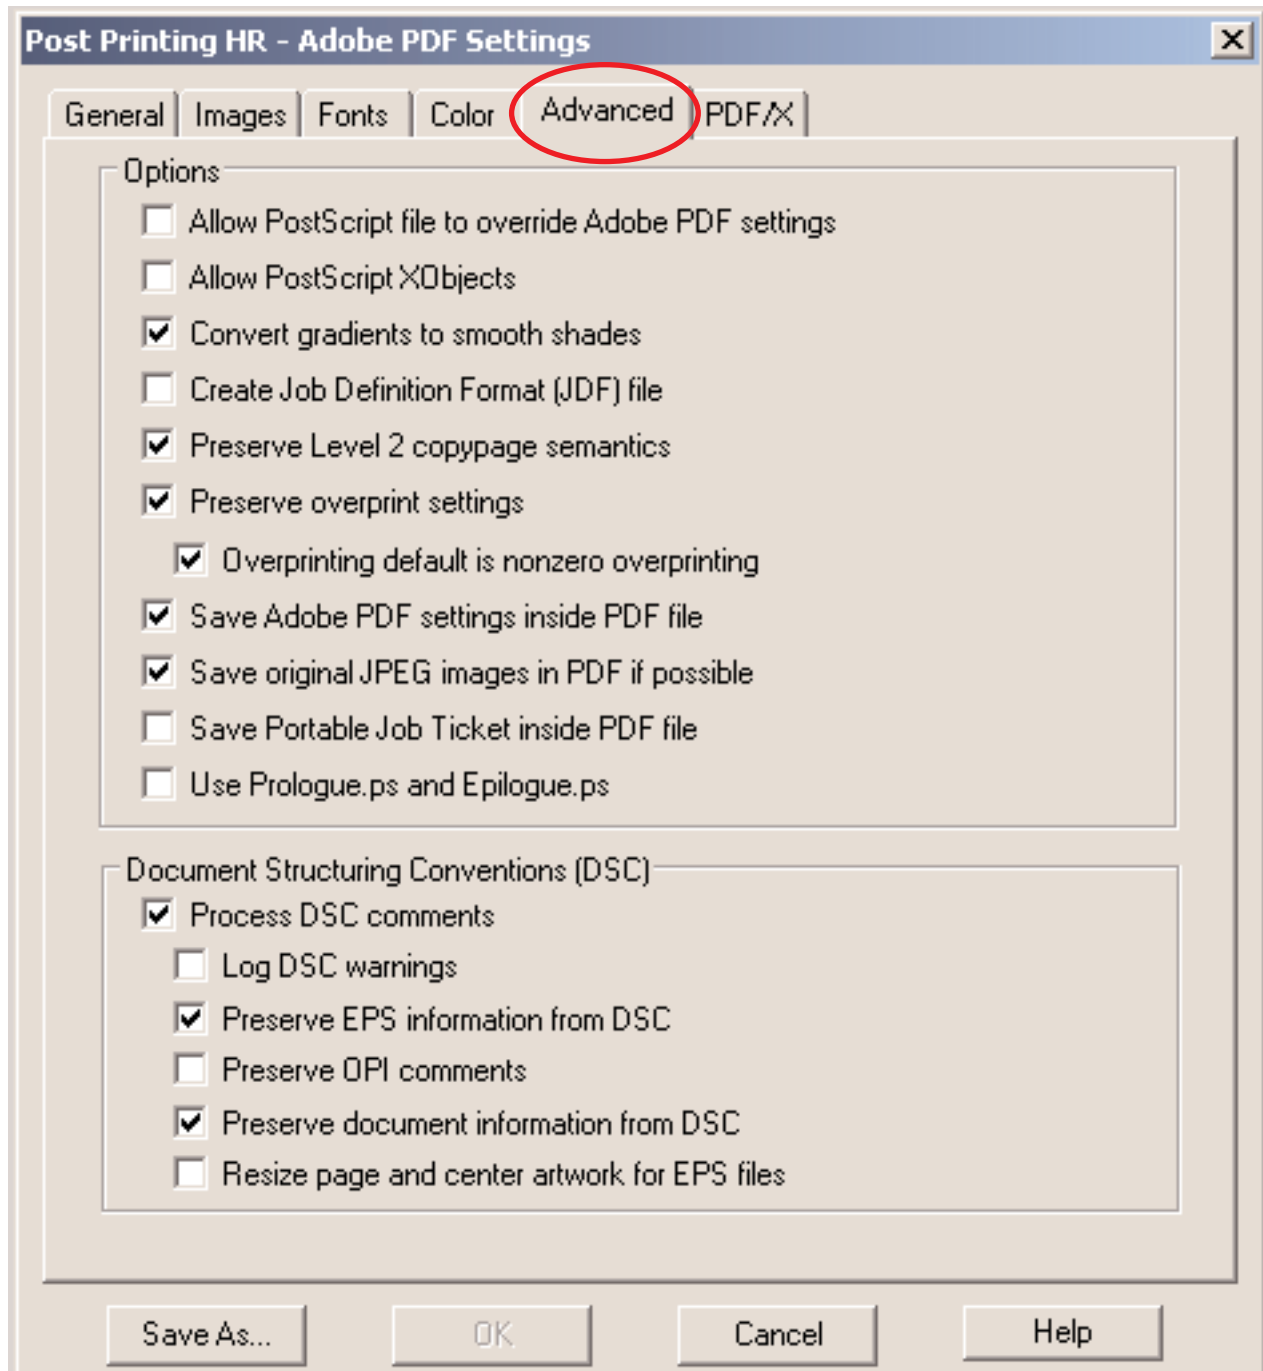 Post Printing HR - Adobe PDF Settings
General Images Fonts Color Advanced PDF/X
Options
Allow PostScript file to override Adobe PDF settings
Allow PostScript XObjects
Convert gradients to smooth shades
Create Job Definition Format (JDF) file
Preserve Level 2 copypage semantics
Preserve overprint settings
Overprinting default is nonzero overprinting
Save Adobe PDF settings inside PDF file
Save original JPEG images in PDF if possible
Save Portable Job Ticket inside PDF file
Use Prologue.ps and Epilogue.ps
Document Structuring Conventions (DSC)
Process DSC comments
Log DSC warnings
Preserve EPS information from DSC
Preserve OPI comments
Preserve document information from DSC
Resize page and center artwork for EPS files
Save As... OK Cancel Help